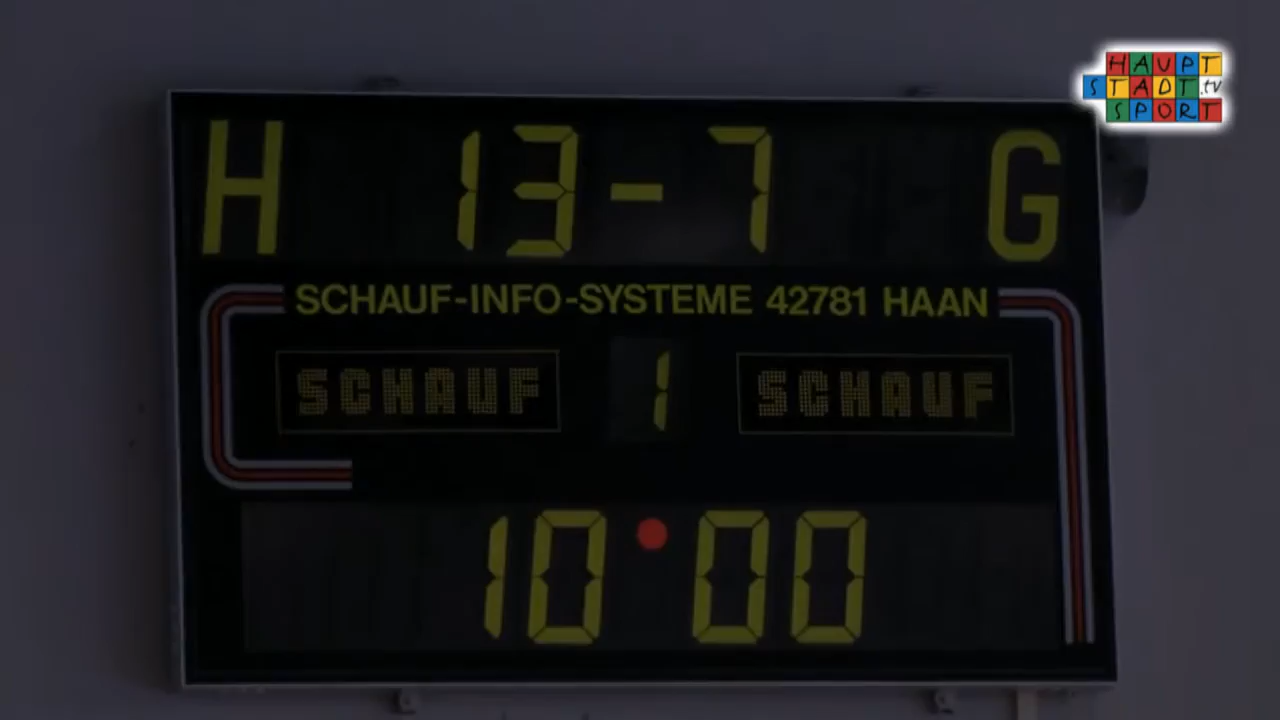 HAUPT
STADT.tv
SPORT
H 13-7 G
SCHAUF-INFO-SYSTEME 42781 HAAN
SCHAUF 1 SCHAUF
10 00